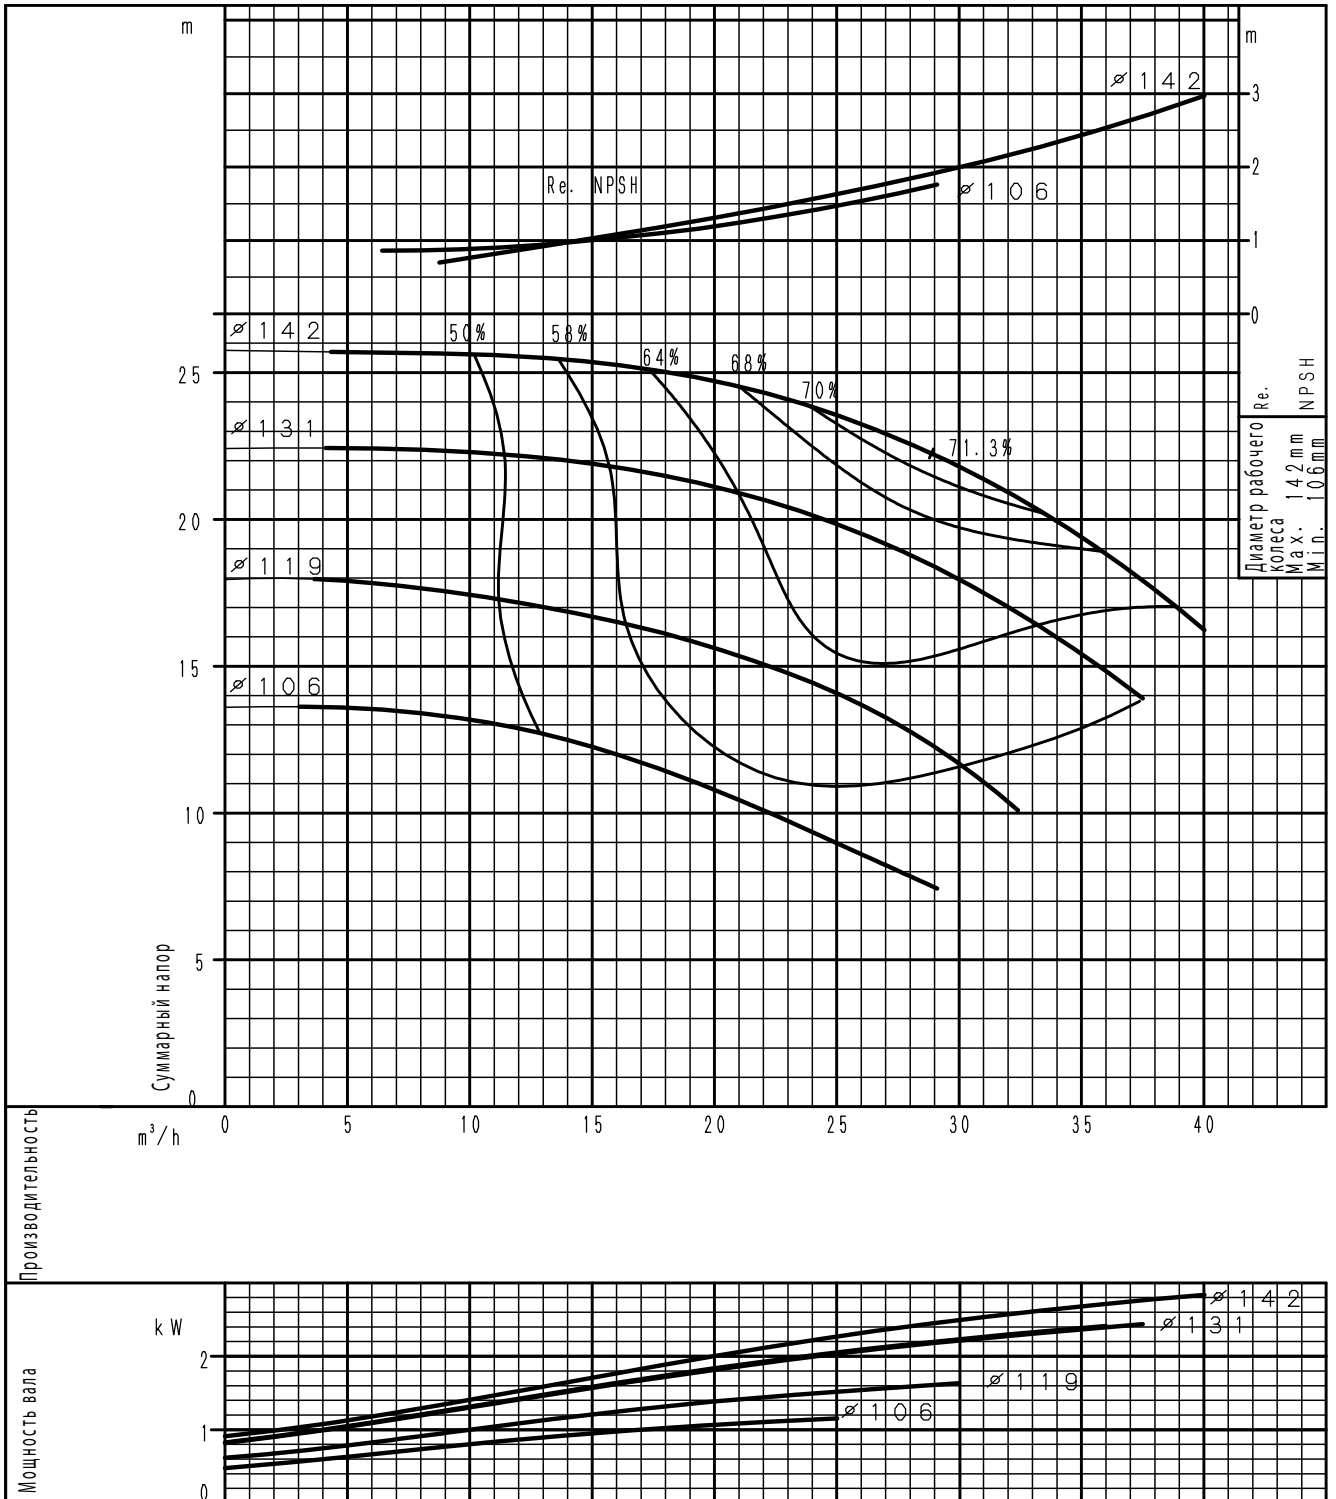 m
m
⌀142
3
2
Re. NPSH
⌀106
1
0
⌀142
50%
58%
64%
68%
70%
71.3%
25
⌀131
20
⌀119
15
⌀106
10
5
0
Суммарный напор
Re. NPSH
Диаметр рабочего
колеса
Max. 142mm
Min. 106mm
m³/h
0 5 10 15 20 25 30 35 40
Производительность
kW
⌀142
⌀131
2
⌀119
⌀106
1
0
Мощность вала